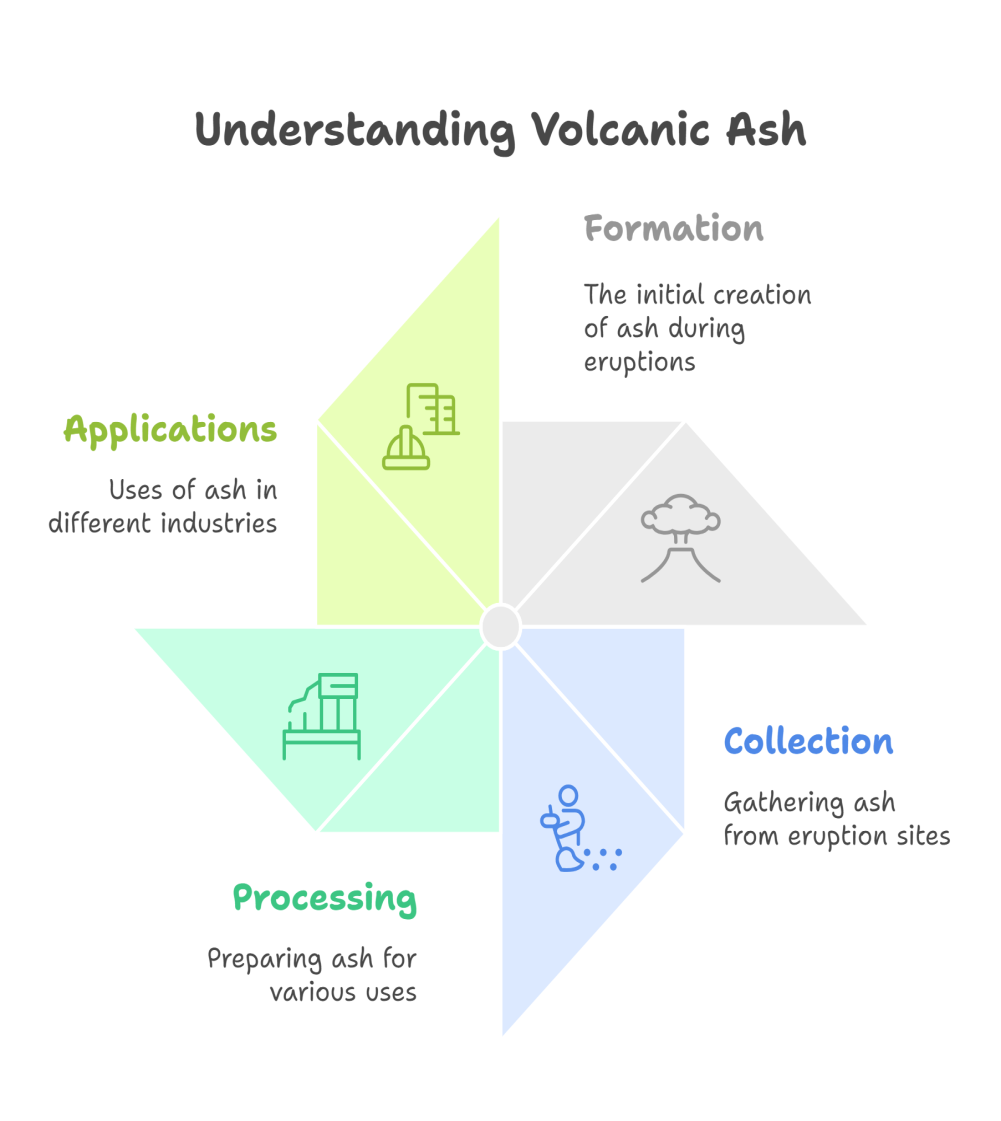 Understanding Volcanic Ash
Formation
The initial creation
of ash during
eruptions
Applications
Uses of ash in
different industries
Collection
Gathering ash
from eruption sites
Processing
Preparing ash for
various uses